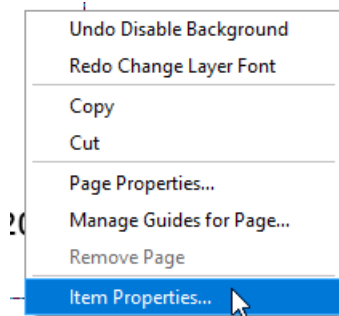 Undo Disable Background
Redo Change Layer Font
Copy
Cut
Page Properties...
Manage Guides for Page...
20
Remove Page
Item Properties...